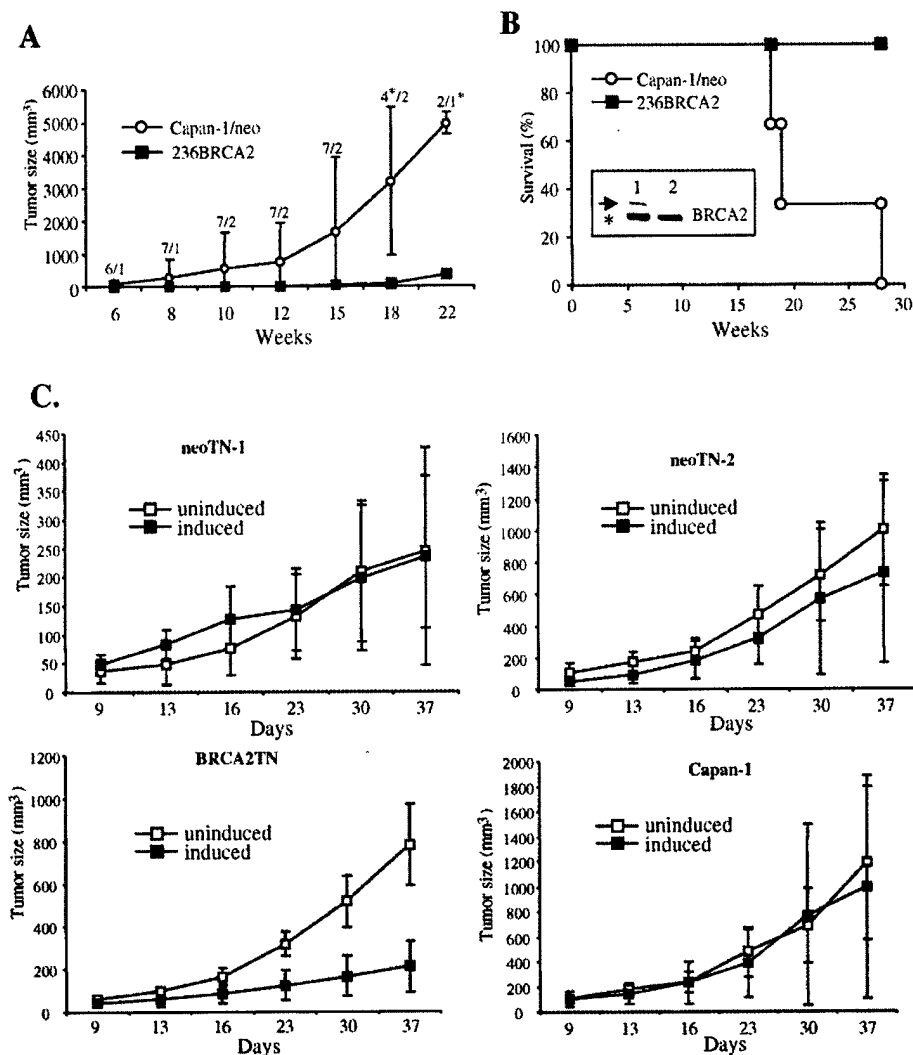 A
Tumor size (mm³)
6000
5000
4000
3000
2000
1000
0
Capan-1/neo
236BRCA2
6/1
7/1
7/2
7/2
7/2
4*/2
2/1*
6 8 10 12 15 18 22
Weeks
B
Survival (%)
100
80
60
40
20
0
Capan-1/neo
236BRCA2
1 2
* BRCA2
0 5 10 15 19 20 25 30
Weeks
C.
neoTN-1
Tumor size (mm³)
450
400
350
300
250
200
150
100
50
0
uninduced
induced
9 13 16 23 30 37
Days
neoTN-2
Tumor size (mm³)
1600
1400
1200
1000
800
600
400
200
0
uninduced
induced
9 13 16 23 30 37
Days
BRCA2TN
Tumor size (mm³)
1200
1000
800
600
400
200
0
uninduced
induced
9 13 16 23 30 37
Days
Capan-1
Tumor size (mm³)
2000
1800
1600
1400
1200
1000
800
600
400
200
0
uninduced
induced
9 13 16 23 30 37
Days